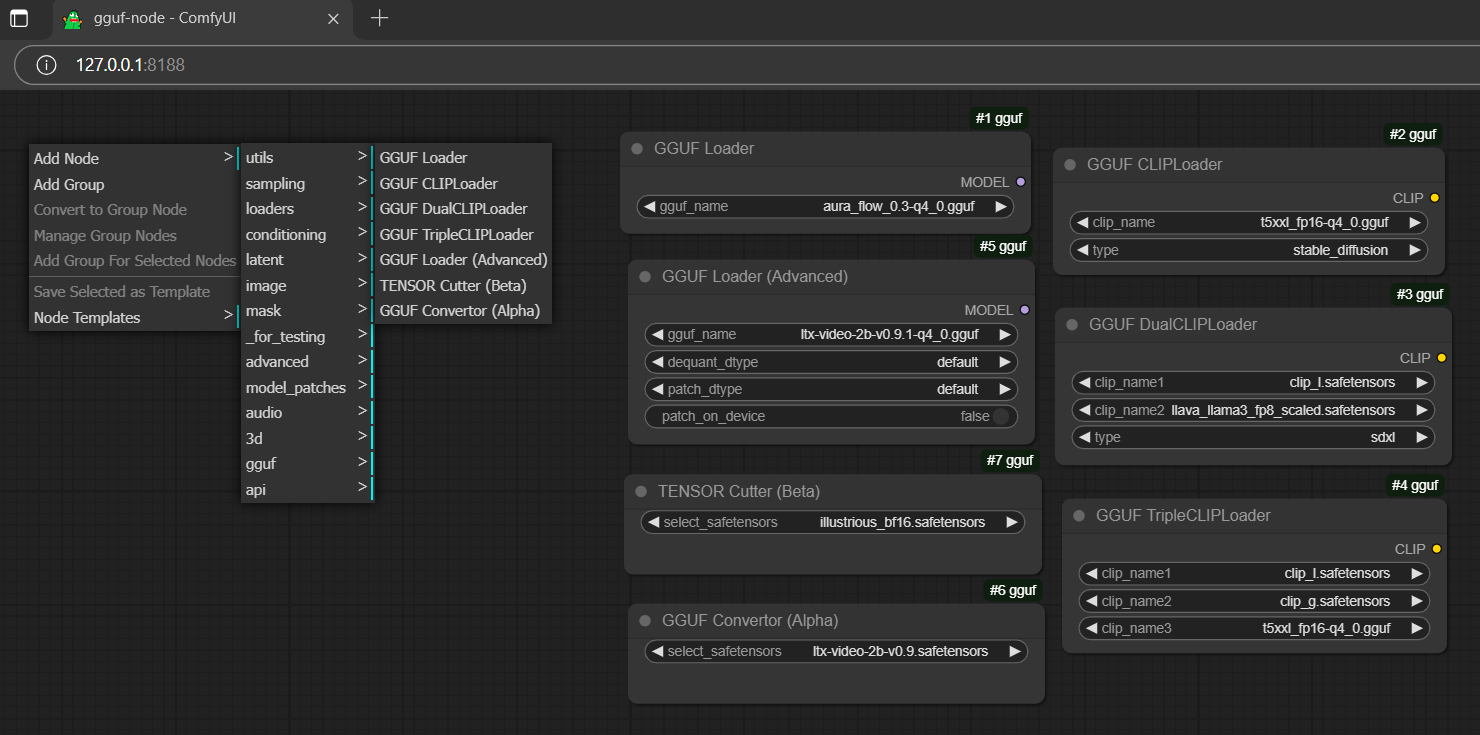 gguf-node - ComfyUI
127.0.0.1:8188
Add Node >
Add Group
Convert to Group Node
Manage Group Nodes
Add Group For Selected Nodes
Save Selected as Template
Node Templates >
utils >
sampling >
loaders >
conditioning >
latent >
image >
mask >
_for_testing >
advanced >
model_patches >
audio >
3d >
gguf >
api >
GGUF Loader
GGUF CLIPLoader
GGUF DualCLIPLoader
GGUF TripleCLIPLoader
GGUF Loader (Advanced)
TENSOR Cutter (Beta)
GGUF Convertor (Alpha)
#1 gguf
GGUF Loader
MODEL
gguf_name aura_flow_0.3-q4_0.gguf
#5 gguf
GGUF Loader (Advanced)
MODEL
gguf_name ltx-video-2b-v0.9.1-q4_0.gguf
dequant_dtype default
patch_dtype default
patch_on_device false
#7 gguf
TENSOR Cutter (Beta)
select_safetensors illustrious_bf16.safetensors
#6 gguf
GGUF Convertor (Alpha)
select_safetensors ltx-video-2b-v0.9.safetensors
#2 gguf
GGUF CLIPLoader
CLIP
clip_name t5xxl_fp16-q4_0.gguf
type stable_diffusion
#3 gguf
GGUF DualCLIPLoader
CLIP
clip_name1 clip_l.safetensors
clip_name2 llava_llama3_fp8_scaled.safetensors
type sdxl
#4 gguf
GGUF TripleCLIPLoader
CLIP
clip_name1 clip_l.safetensors
clip_name2 clip_g.safetensors
clip_name3 t5xxl_fp16-q4_0.gguf